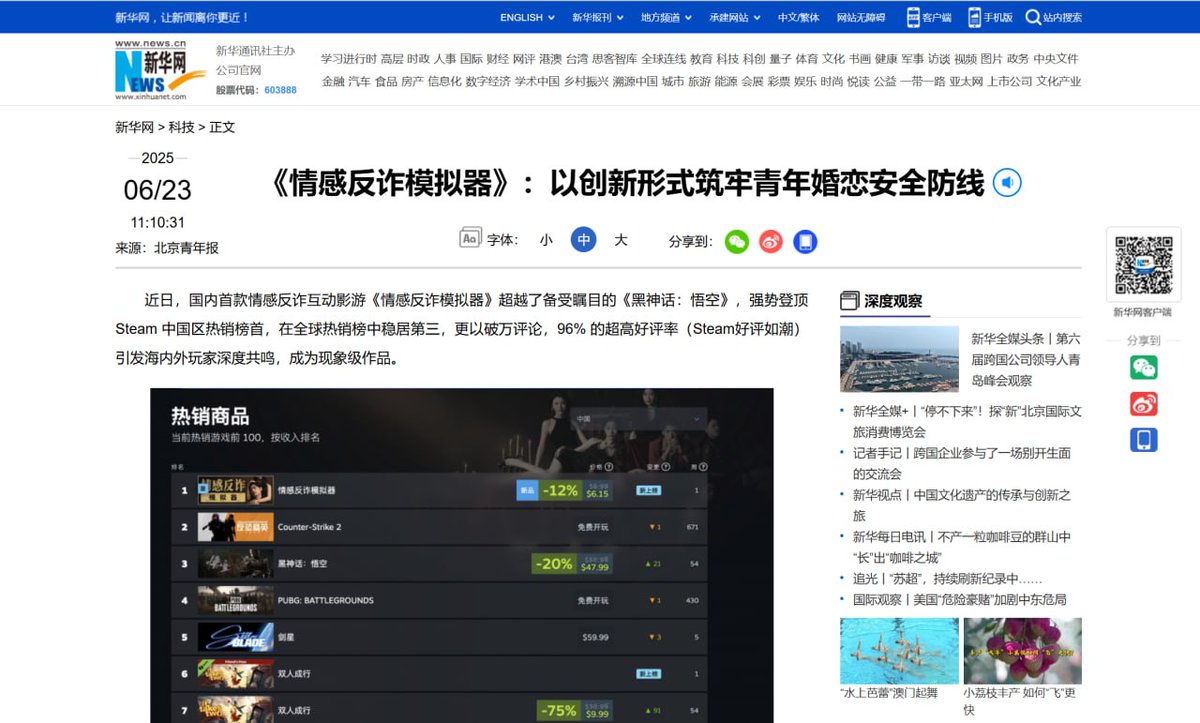 新华网，让新闻离你更近！
ENGLISH 新华报刊 地方频道 承建网站 中文/繁体 网站无障碍 客户端 手机版 站内搜索
www.news.cn
新华网
NEWS
www.xinhuanet.com
新华通讯社主办
公司官网
股票代码：603888
学习进行时 高层 时政 人事 国际 财经 网评 港澳 台湾 思客智库 全球连线 教育 科技 科创 量子 体育 文化 书画 健康 军事 访谈 视频 图片 政务 中央文件
金融 汽车 食品 房产 信息化 数字经济 学术中国 乡村振兴 溯源中国 城市 旅游 能源 会展 彩票 娱乐 时尚 悦读 公益 一带一路 亚太网 上市公司 文化产业
新华网 > 科技 > 正文
2025
06/23
11:10:31
来源：北京青年报
《情感反诈模拟器》：以创新形式筑牢青年婚恋安全防线
Aa 字体： 小 中 大 分享到：
近日，国内首款情感反诈互动影游《情感反诈模拟器》超越了备受瞩目的《黑神话：悟空》，强势登顶
Steam 中国区热销榜首，在全球热销榜中稳居第三，更以破万评论，96% 的超高好评率（Steam好评如潮）
引发海内外玩家深度共鸣，成为现象级作品。
热销商品
当前热销游戏前 100，按收入排名
中国
排名 价格 变更 周
1 情感反诈模拟器 情感反诈模拟器 新品 -12% $6.99 $6.15 新上榜 1
2 反恐精英 Counter-Strike 2 免费开玩 ▼1 671
3 黑神话：悟空 -20% $59.99 $47.99 ▲21 54
4 BATTLEGROUNDS PUBG: BATTLEGROUNDS 免费开玩 ▼1 430
5 BLADE 剑星 $59.99 ▼3 5
6 双人成行 新上榜 1
7 takes two 双人成行 -75% $9.99 ▲91 54
深度观察
新华全媒头条丨第六
届跨国公司领导人青
岛峰会观察
新华全媒+丨“停不下来”！探“新”北京国际文
旅消费博览会
记者手记丨跨国企业参与了一场别开生面
的交流会
新华视点丨中国文化遗产的传承与创新之
旅
新华每日电讯丨不产一粒咖啡豆的群山中
“长”出“咖啡之城”
追光丨“苏超”，持续刷新纪录中……
国际观察丨美国“危险豪赌”加剧中东危局
“水上芭蕾”澳门起舞
小荔枝丰产 如何“飞”更
快
新华网客户端
分享到